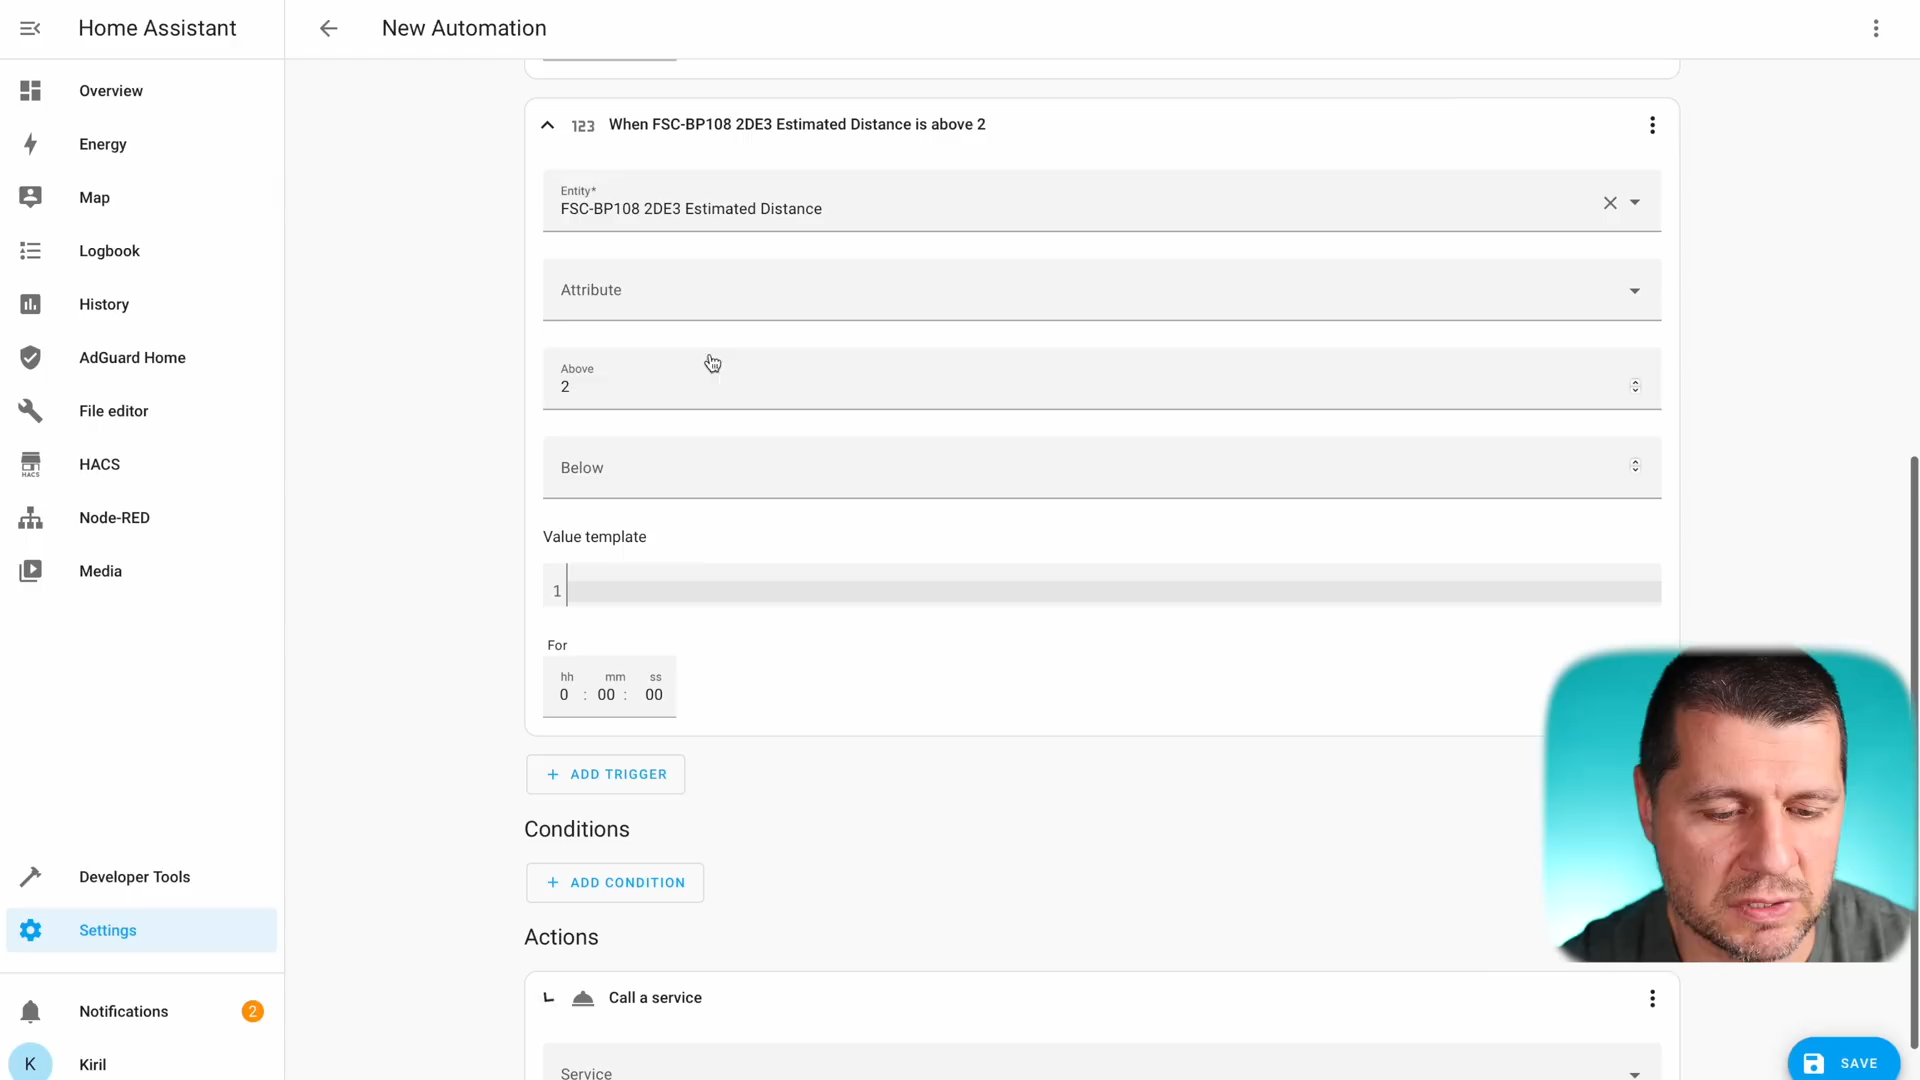 Home Assistant
New Automation
Overview
Energy
Map
Logbook
History
AdGuard Home
File editor
HACS
HACS
Node-RED
Media
Developer Tools
Settings
Notifications
2
K
Kiril
123
When FSC-BP108 2DE3 Estimated Distance is above 2
Entity*
FSC-BP108 2DE3 Estimated Distance
Attribute
Above
2
Below
Value template
1
For
hh mm ss
0 : 00 : 00
+ ADD TRIGGER
Conditions
+ ADD CONDITION
Actions
Call a service
Service
SAVE